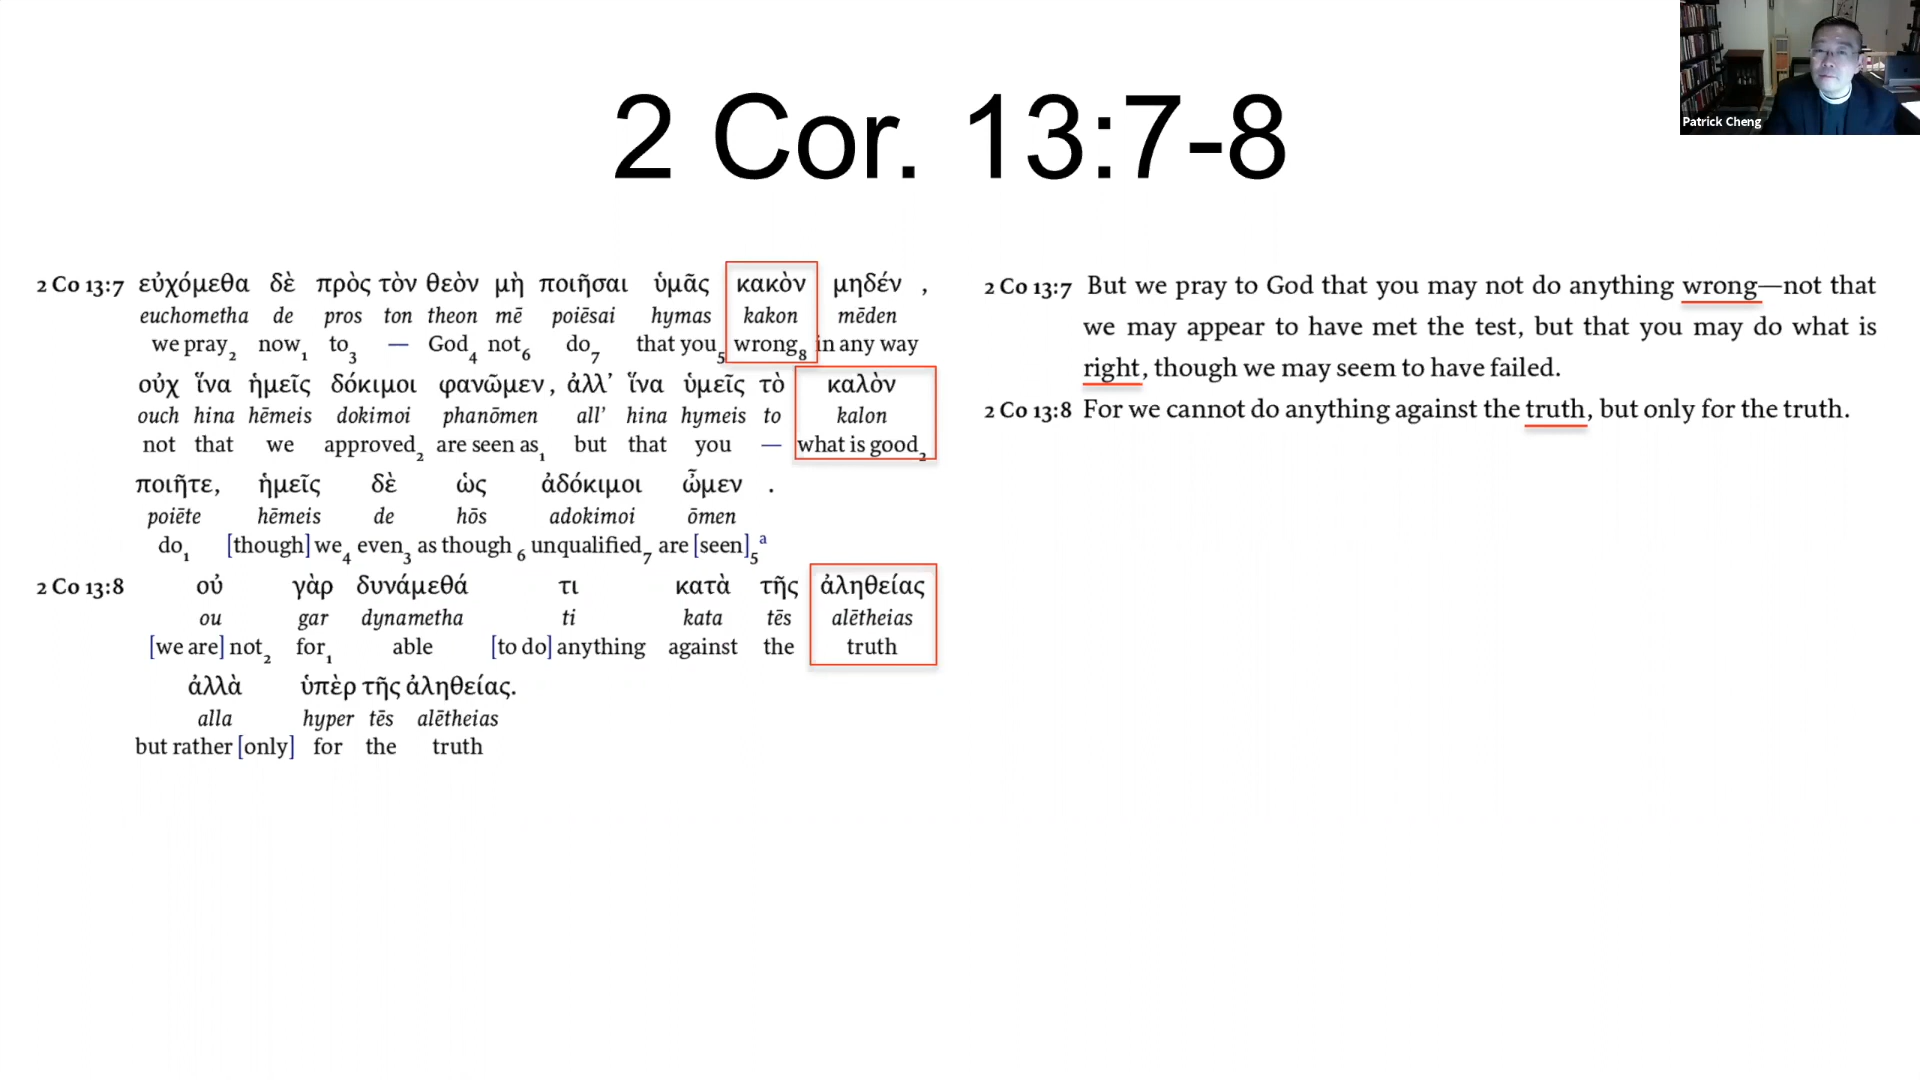 2 Cor. 13:7-8
Patrick Cheng
2 Co 13:7 εὐχόμεθα δὲ πρὸς τὸν θεὸν μὴ ποιῆσαι ὑμᾶς κακὸν μηδέν ,
euchometha de pros ton theon mē poiēsai hymas kakon mēden
we pray₂ now₁ to₃ — God₄ not₆ do₇ that you₅ wrong₈ in any way
οὐχ ἵνα ἡμεῖς δόκιμοι φανῶμεν, ἀλλ’ ἵνα ὑμεῖς τὸ καλὸν
ouch hina hēmeis dokimoi phanōmen all’ hina hymeis to kalon
not that we approved₂ are seen as₁ but that you — what is good₂
ποιῆτε, ἡμεῖς δὲ ὡς ἀδόκιμοι ὦμεν .
poiēte hēmeis de hōs adokimoi ōmen
do₁ [though] we₄ even₃ as though₆ unqualified₇ are [seen]₅ᵃ
2 Co 13:8 οὐ γὰρ δυνάμεθά τι κατὰ τῆς ἀληθείας
ou gar dynametha ti kata tēs alētheias
[we are] not₂ for₁ able [to do] anything against the truth
ἀλλὰ ὑπὲρ τῆς ἀληθείας.
alla hyper tēs alētheias
but rather [only] for the truth
2 Co 13:7 But we pray to God that you may not do anything wrong—not that
we may appear to have met the test, but that you may do what is
right, though we may seem to have failed.
2 Co 13:8 For we cannot do anything against the truth, but only for the truth.